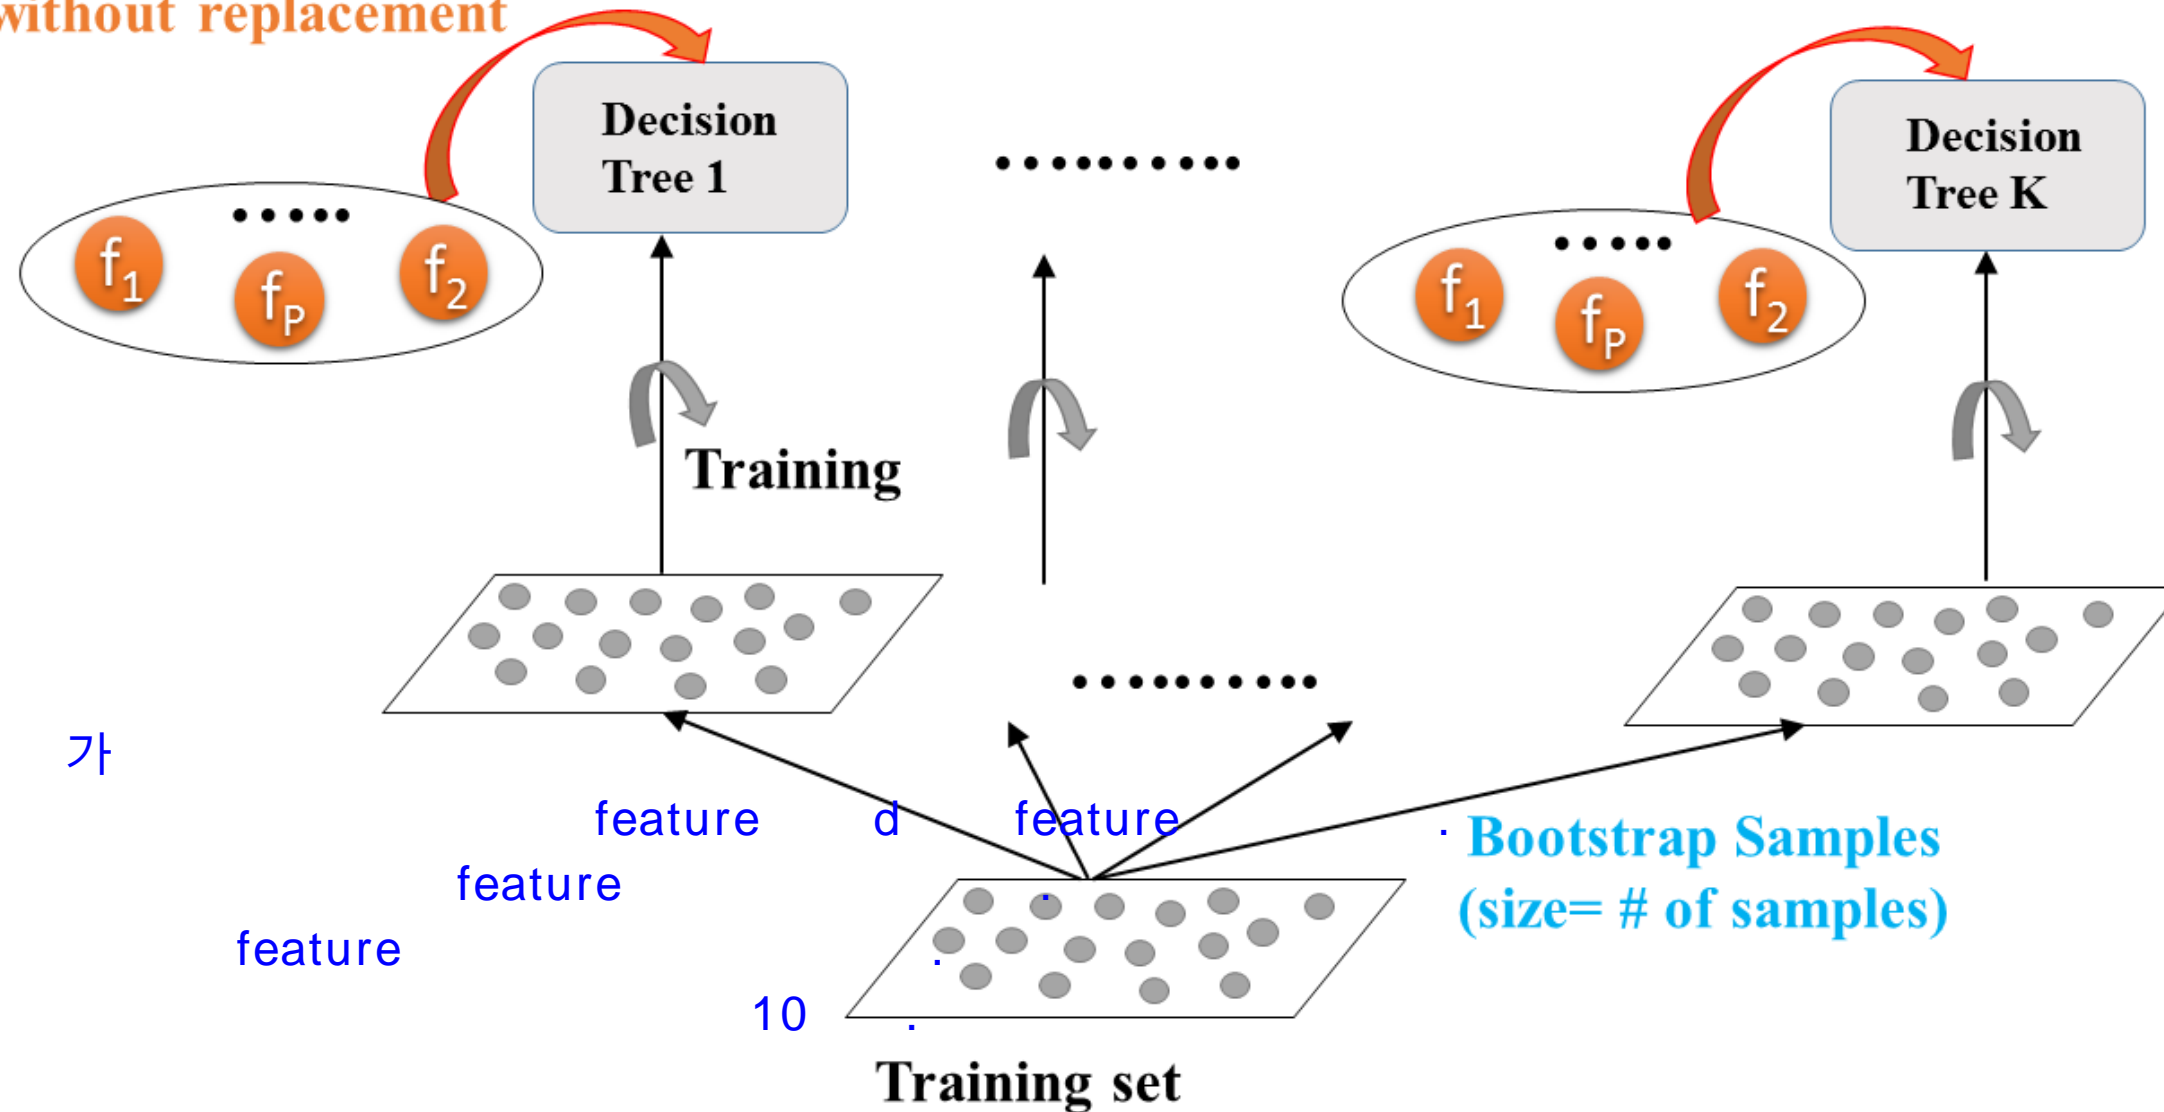 without replacement
Decision
Tree 1
Decision
Tree K
f1
fP
f2
f1
fP
f2
Training
가
feature d feature .
feature .
feature .
10 .
Bootstrap Samples
(size= # of samples)
Training set